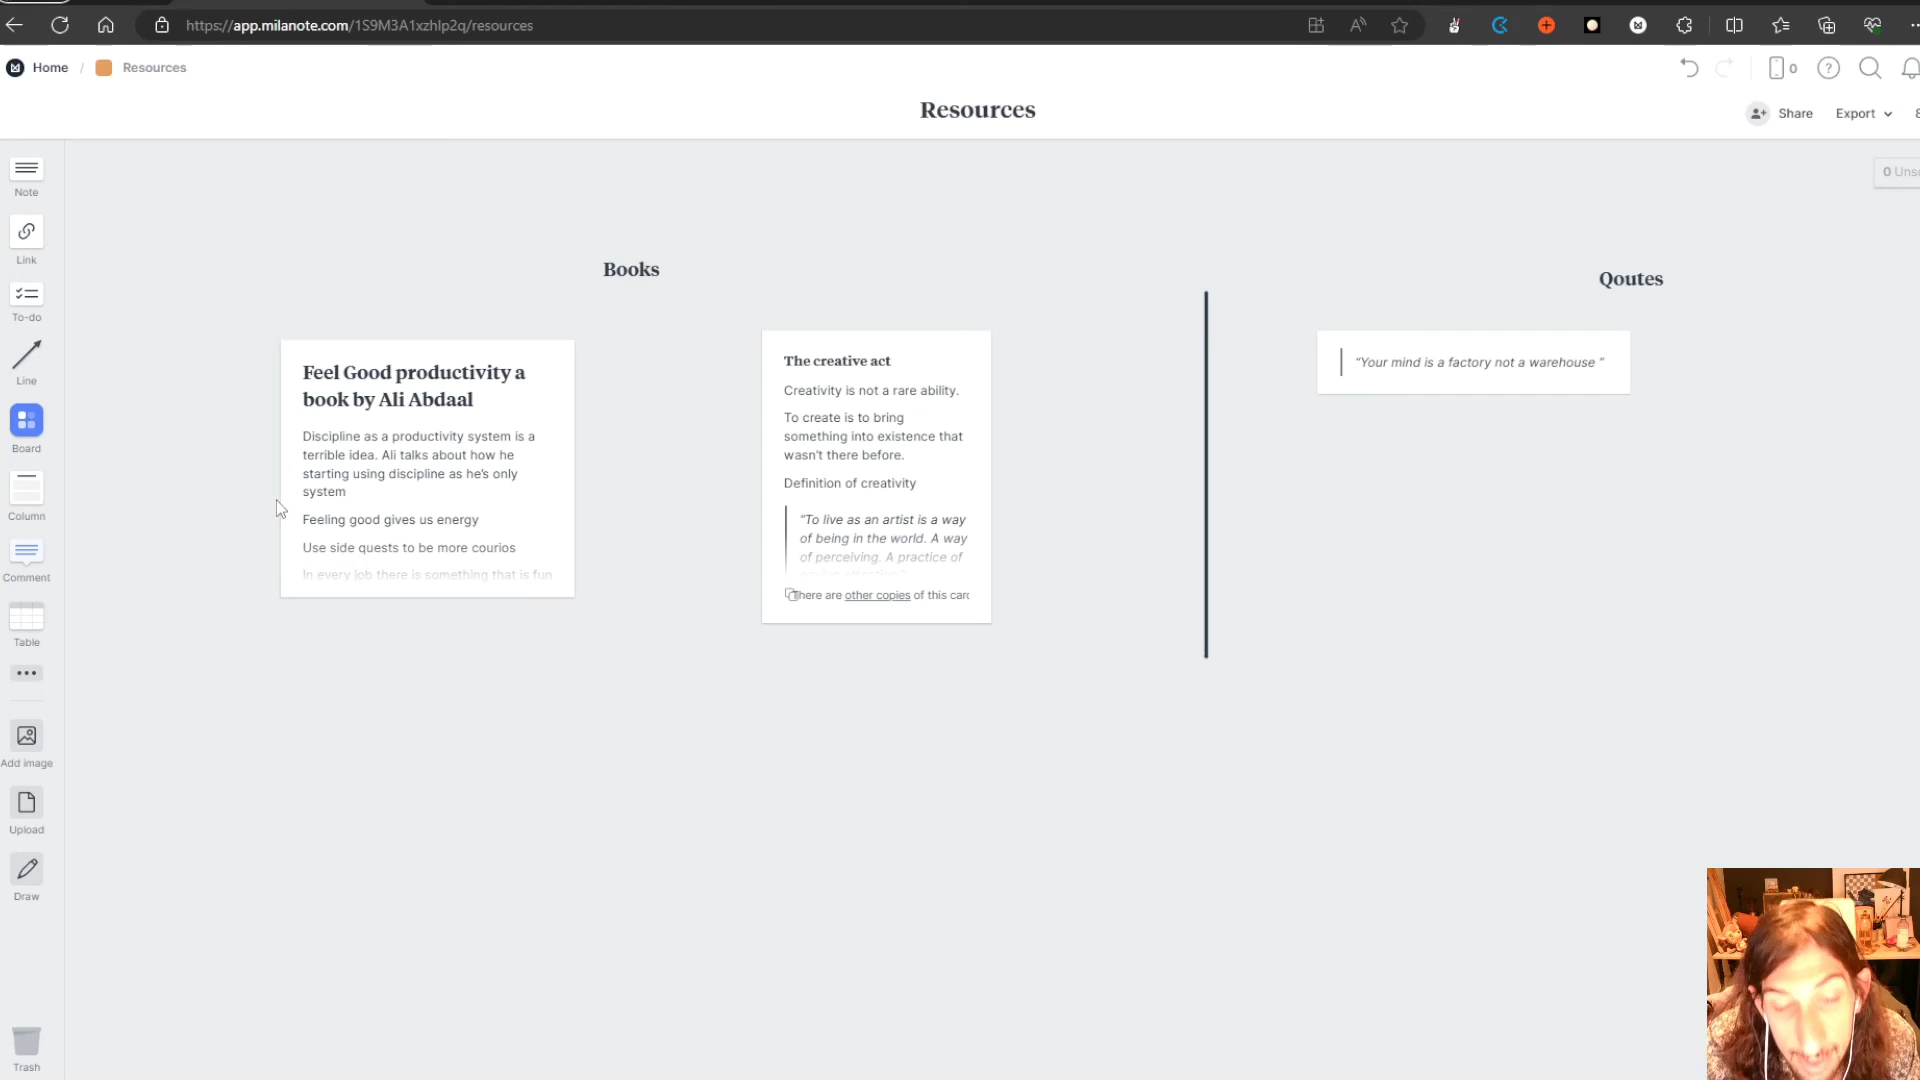 https://app.milanote.com/1S9M3A1xzhlp2q/resources
Home / Resources
0
Resources
Share
Export
Note
Link
To-do
Line
Board
Column
Comment
Table
Add image
Upload
Draw
Trash
0 Uns
Books
Feel Good productivity a
book by Ali Abdaal
Discipline as a productivity system is a
terrible idea. Ali talks about how he
starting using discipline as he's only
system
Feeling good gives us energy
Use side quests to be more courios
In every job there is something that is fun
The creative act
Creativity is not a rare ability.
To create is to bring
something into existence that
wasn't there before.
Definition of creativity
"To live as an artist is a way
of being in the world. A way
of perceiving. A practice of
here are other copies of this card
Qoutes
"Your mind is a factory not a warehouse "